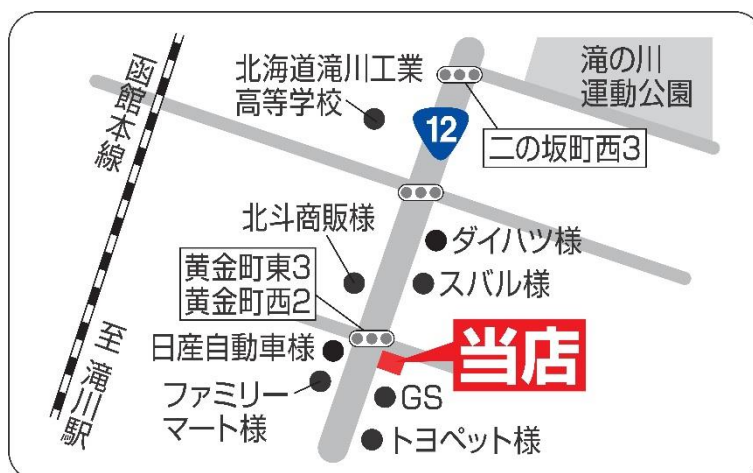 函館本線
至 滝川駅
北海道滝川工業
高等学校
12
滝の川
運動公園
二の坂町西3
北斗商販様
ダイハツ様
スバル様
黄金町東3
黄金町西2
日産自動車様
当店
ファミリー
マート様
GS
トヨペット様